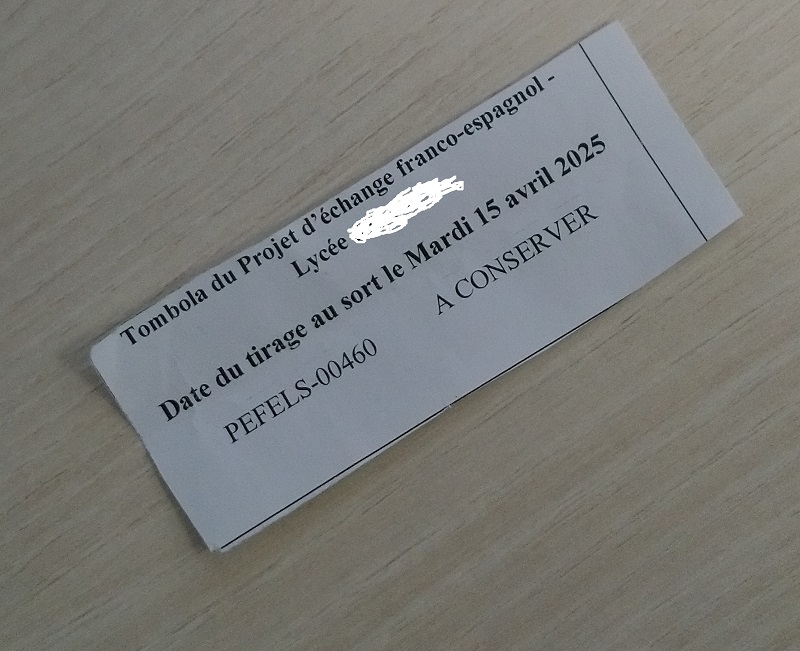 Tombola du Projet d'échange franco-espagnol -
Lycée
Date du tirage au sort le Mardi 15 avril 2025
PEFELS-00460 A CONSERVER